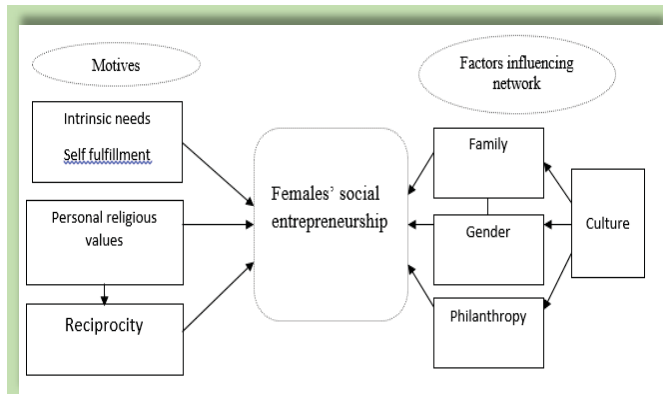 Motives
Factors influencing
network
Intrinsic needs
Self fulfillment
Personal religious
values
Reciprocity
Females’ social
entrepreneurship
Family
Gender
Philanthropy
Culture